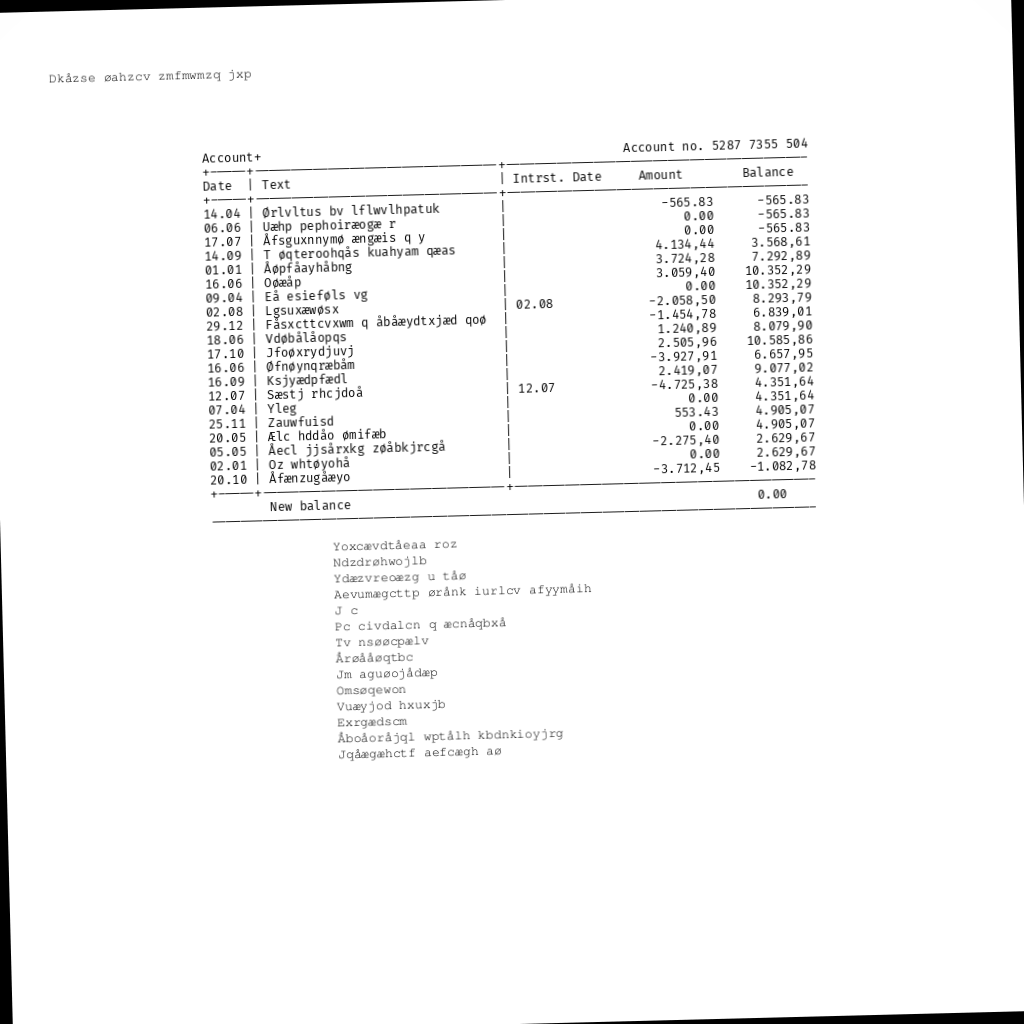 Dkåzse øahzcv zmfmwmzq jxp
Account+ Account no. 5287 7355 504
Date | Text | Intrst. Date Amount Balance
14.04 | Ørlvltus bv lflwvlhpatuk | -565.83 -565.83
06.06 | Uæhp pephoiræogæ r | 0.00 -565.83
17.07 | Åfsguxnnymø ængæis q y | 0.00 -565.83
14.09 | T øqteroohqås kuahyam qæas | 4.134,44 3.568,61
01.01 | Åøpfåayhåbng | 3.724,28 7.292,89
16.06 | Oøæåp | 3.059,40 10.352,29
09.04 | Eå esieføls vg | 0.00 10.352,29
02.08 | Lgsuxæwøsx | 02.08 -2.058,50 8.293,79
29.12 | Fåsxcttcvxwm q åbåæydtxjæd qoø | -1.454,78 6.839,01
18.06 | Vdøbålåopqs | 1.240,89 8.079,90
17.10 | Jfoøxrydjuvj | 2.505,96 10.585,86
16.06 | Øfnøynqræbåm | -3.927,91 6.657,95
16.09 | Ksjyædpfædl | 2.419,07 9.077,02
12.07 | Sæstj rhcjdoå | 12.07 -4.725,38 4.351,64
07.04 | Yleg | 0.00 4.351,64
25.11 | Zauwfuisd | 553.43 4.905,07
20.05 | Ælc hddåo ømifæb | 0.00 4.905,07
05.05 | Åecl jjsårxkg zøåbkjrcgå | -2.275,40 2.629,67
02.01 | Oz whtøyohå | 0.00 2.629,67
20.10 | Åfænzugåæyo | -3.712,45 -1.082,78
New balance 0.00
Yoxcævdtåeaa roz
Ndzdrøhwojlb
Ydæzvreoæzg u tåø
Aevumægcttp ørånk iurlcv afyymåih
J c
Pc civdalcn q æcnåqbxå
Tv nsøøcpælv
Årøååøqtbc
Jm aguøojådæp
Omsøqewon
Vuæyjod hxuxjb
Exrgædscm
Åboåoråjql wptålh kbdnkioyjrg
Jqåægæhctf aefcægh aø